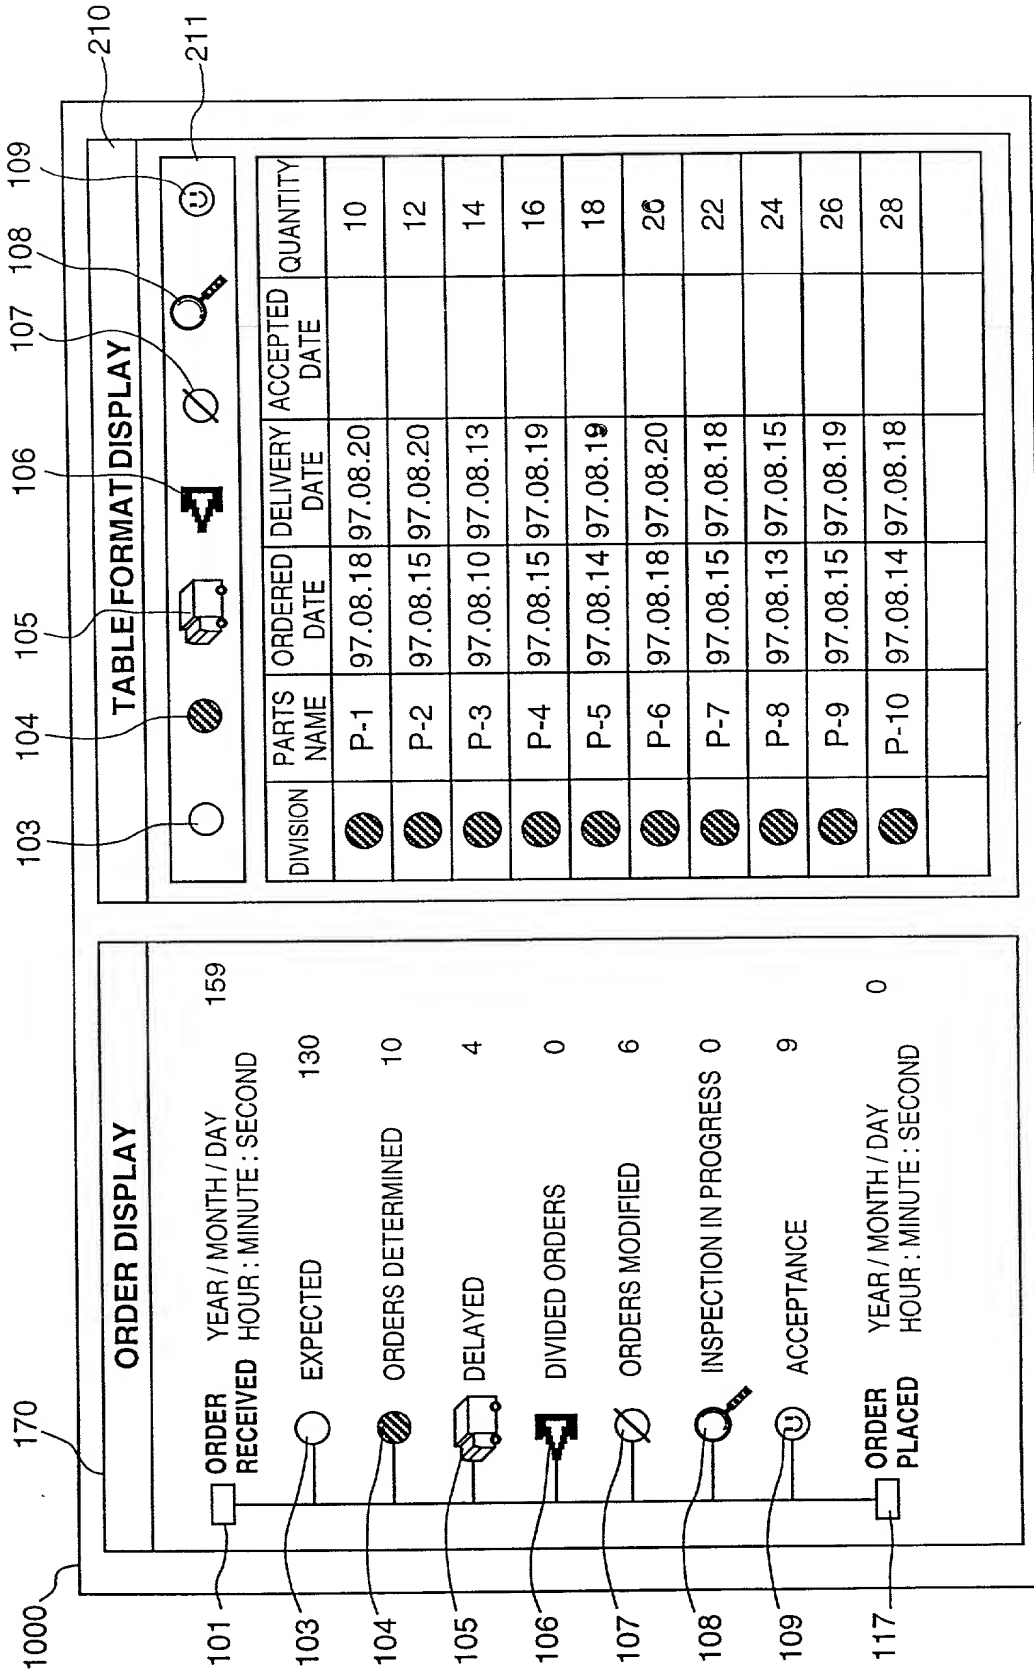 1000
170
ORDER DISPLAY
101
ORDER RECEIVED
YEAR / MONTH / DAY
HOUR : MINUTE : SECOND
159
103
EXPECTED 130
104
ORDERS DETERMINED 10
105
DELAYED 4
106
DIVIDED ORDERS 0
107
ORDERS MODIFIED 6
108
INSPECTION IN PROGRESS 0
109
ACCEPTANCE 9
117
ORDER PLACED
YEAR / MONTH / DAY
HOUR : MINUTE : SECOND
0
103 104 105 106 107 108 109
210
211
TABLE FORMAT DISPLAY
DIVISION PARTS NAME ORDERED DATE DELIVERY DATE ACCEPTED DATE QUANTITY
P-1 97.08.18 97.08.20 10
P-2 97.08.15 97.08.20 12
P-3 97.08.10 97.08.13 14
P-4 97.08.15 97.08.19 16
P-5 97.08.14 97.08.19 18
P-6 97.08.18 97.08.20 20
P-7 97.08.15 97.08.18 22
P-8 97.08.13 97.08.15 24
P-9 97.08.15 97.08.19 26
P-10 97.08.14 97.08.18 28